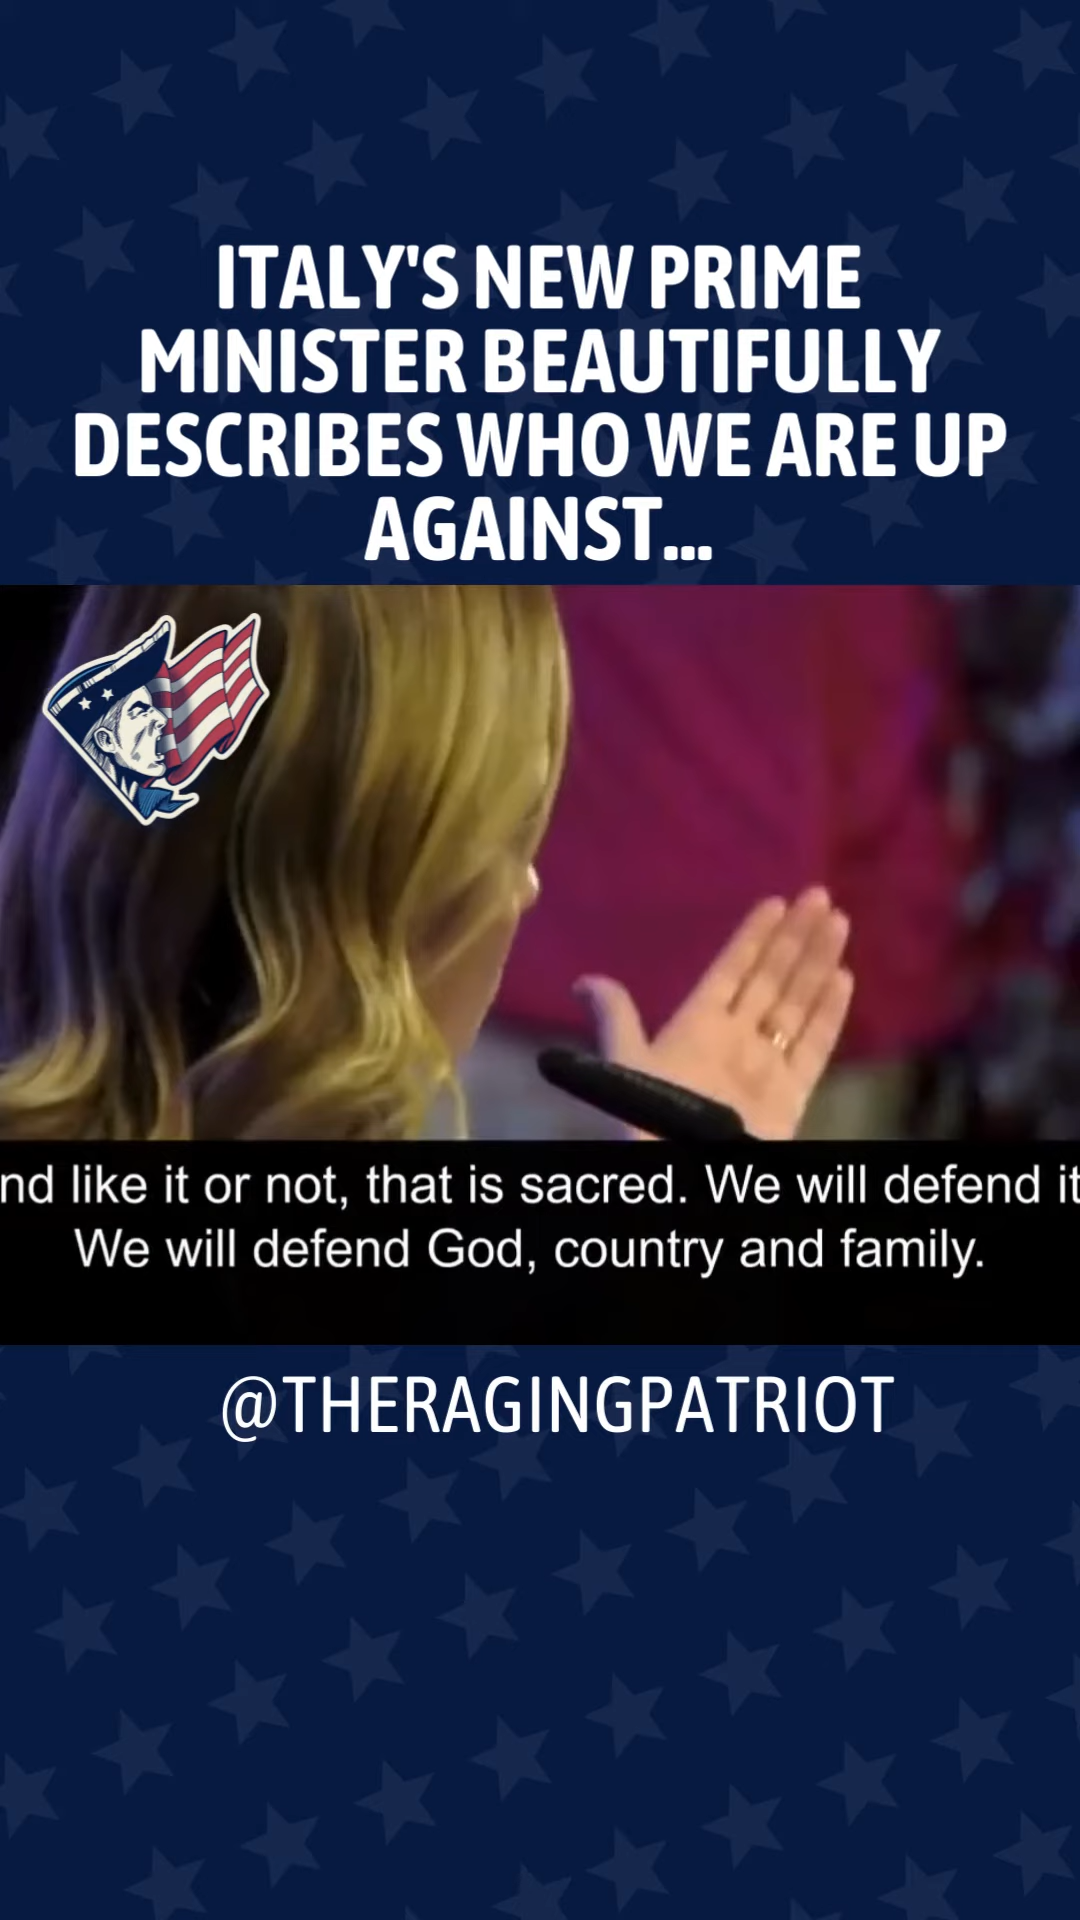 ITALY'S NEW PRIME
MINISTER BEAUTIFULLY
DESCRIBES WHO WE ARE UP
AGAINST...
nd like it or not, that is sacred. We will defend it
We will defend God, country and family.
@THERAGINGPATRIOT